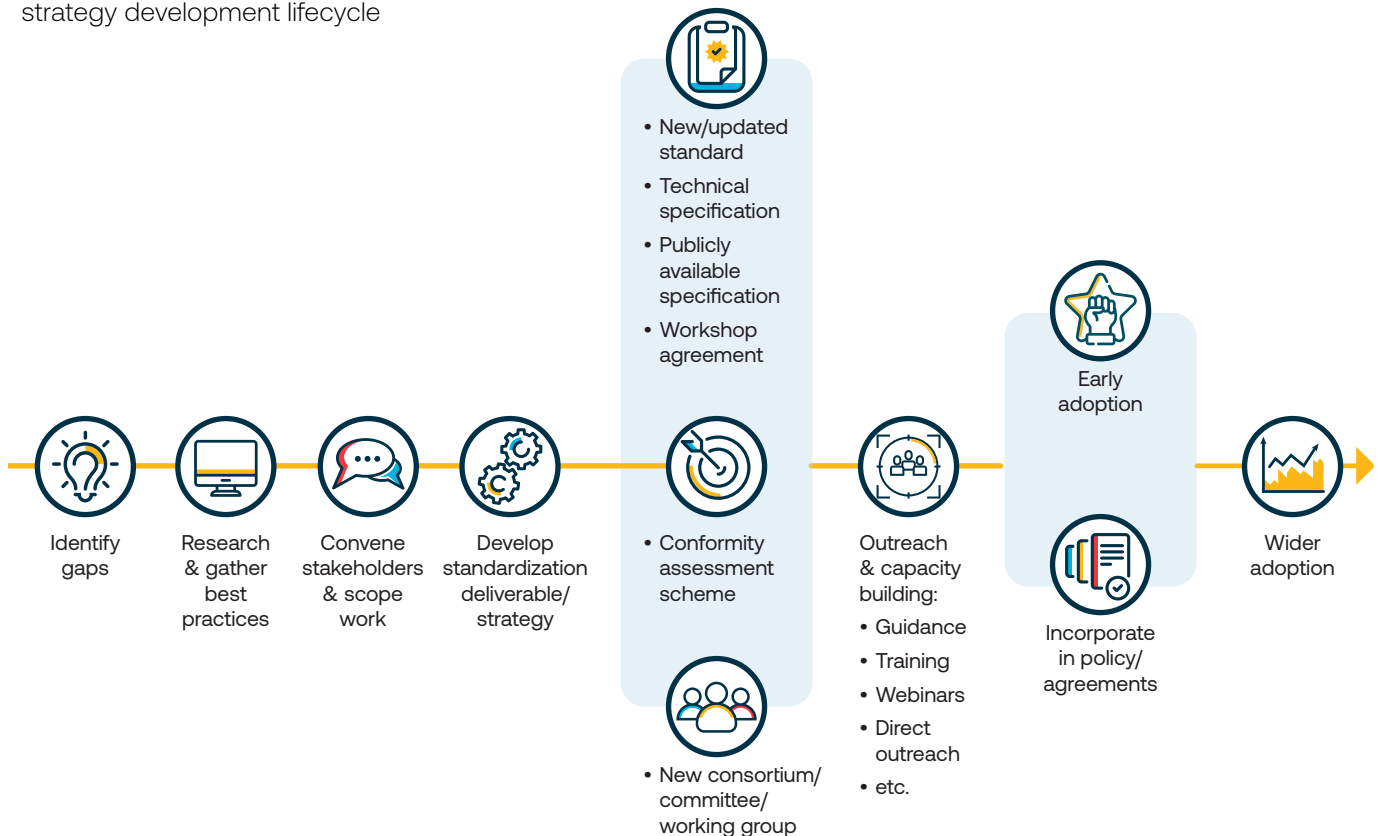 strategy development lifecycle
• New/updated
standard
• Technical
specification
• Publicly
available
specification
• Workshop
agreement
Identify
gaps
Research
& gather
best
practices
Convene
stakeholders
& scope
work
Develop
standardization
deliverable/
strategy
• Conformity
assessment
scheme
• New consortium/
committee/
working group
Outreach
& capacity
building:
• Guidance
• Training
• Webinars
• Direct
outreach
• etc.
Early
adoption
Incorporate
in policy/
agreements
Wider
adoption